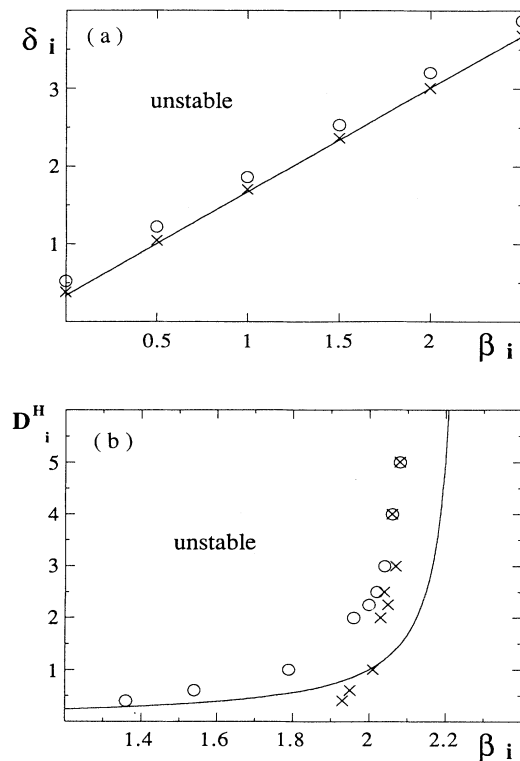 δ i
( a )
unstable
3
2
1
0.5 1 1.5 2
β i
D H i
( b )
unstable
5
4
3
2
1
1.4 1.6 1.8 2 2.2
β i